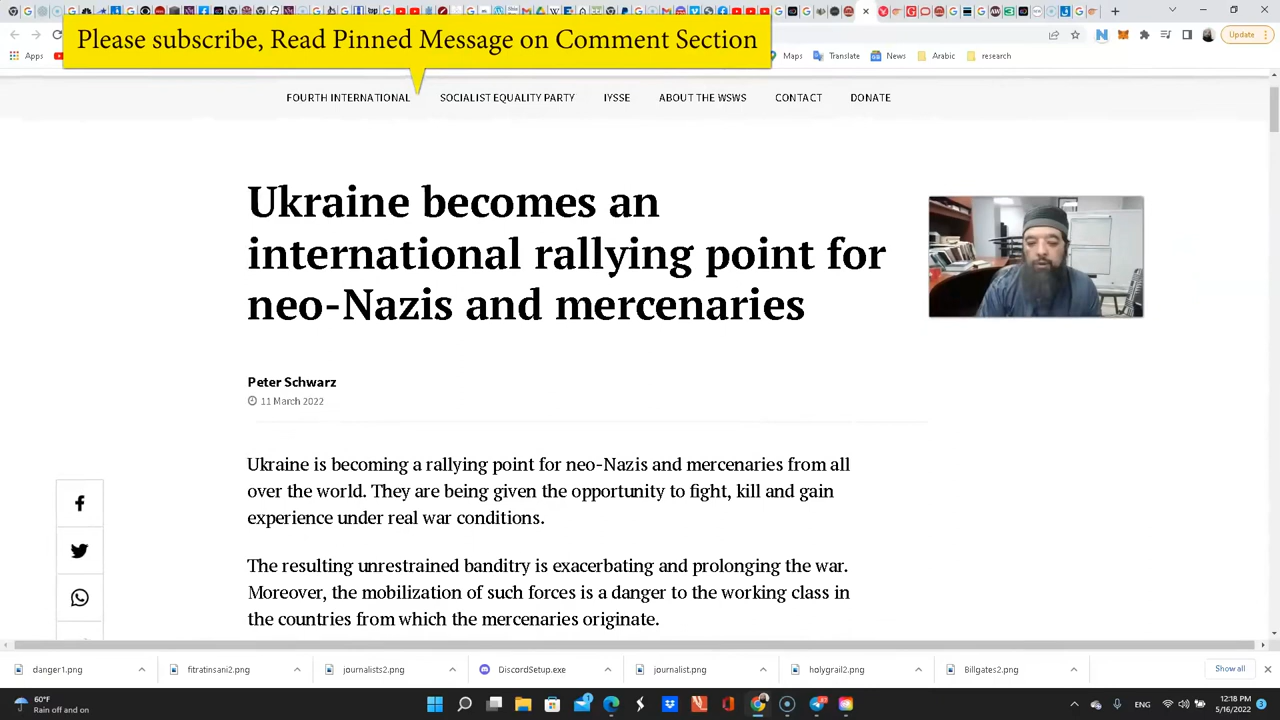 Please subscribe, Read Pinned Message on Comment Section
Update
Apps
Maps
Translate
News
Arabic
research
FOURTH INTERNATIONAL
SOCIALIST EQUALITY PARTY
IYSSE
ABOUT THE WSWS
CONTACT
DONATE
Ukraine becomes an
international rallying point for
neo-Nazis and mercenaries
Peter Schwarz
11 March 2022
Ukraine is becoming a rallying point for neo-Nazis and mercenaries from all
over the world. They are being given the opportunity to fight, kill and gain
experience under real war conditions.
The resulting unrestrained banditry is exacerbating and prolonging the war.
Moreover, the mobilization of such forces is a danger to the working class in
the countries from which the mercenaries originate.
danger1.png
fitratinsani2.png
journalists2.png
DiscordSetup.exe
journalist.png
holygrail2.png
Billgates2.png
Show all
60°F
Rain off and on
ENG
12:18 PM
5/16/2022